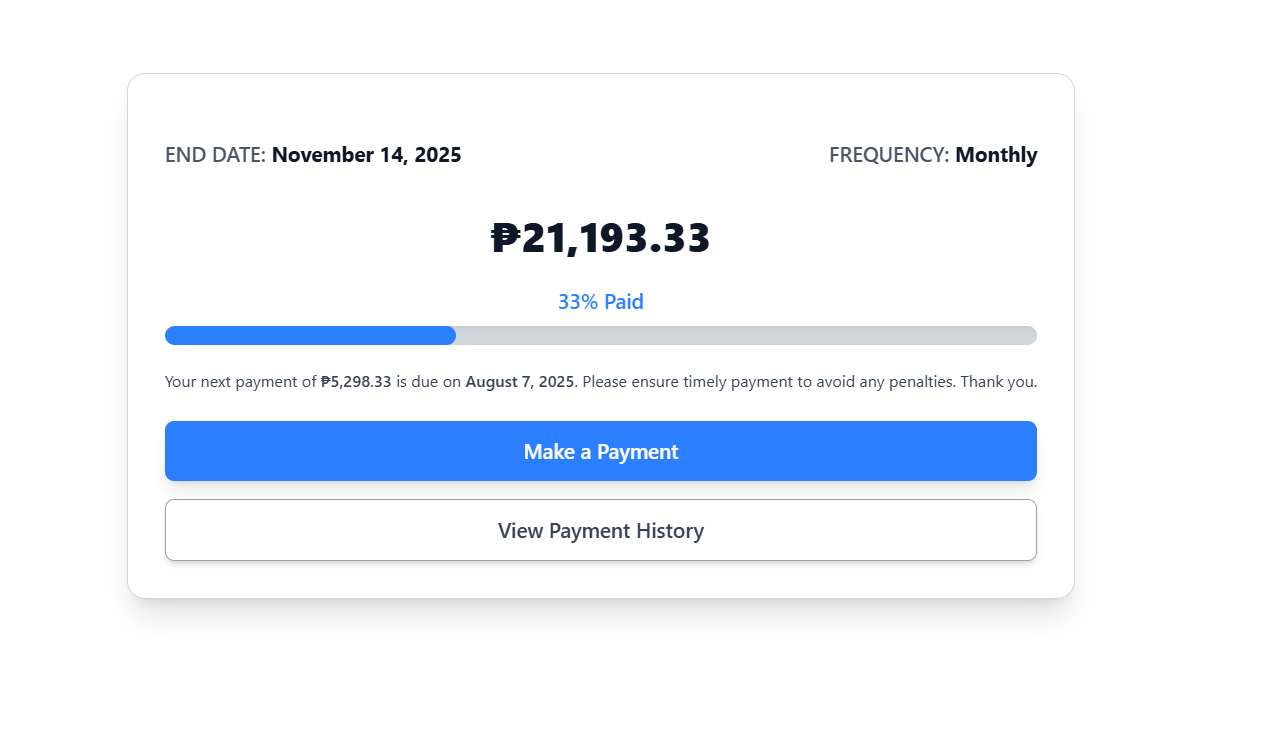 END DATE: November 14, 2025 FREQUENCY: Monthly
₱21,193.33
33% Paid
Your next payment of ₱5,298.33 is due on August 7, 2025. Please ensure timely payment to avoid any penalties. Thank you.
Make a Payment
View Payment History